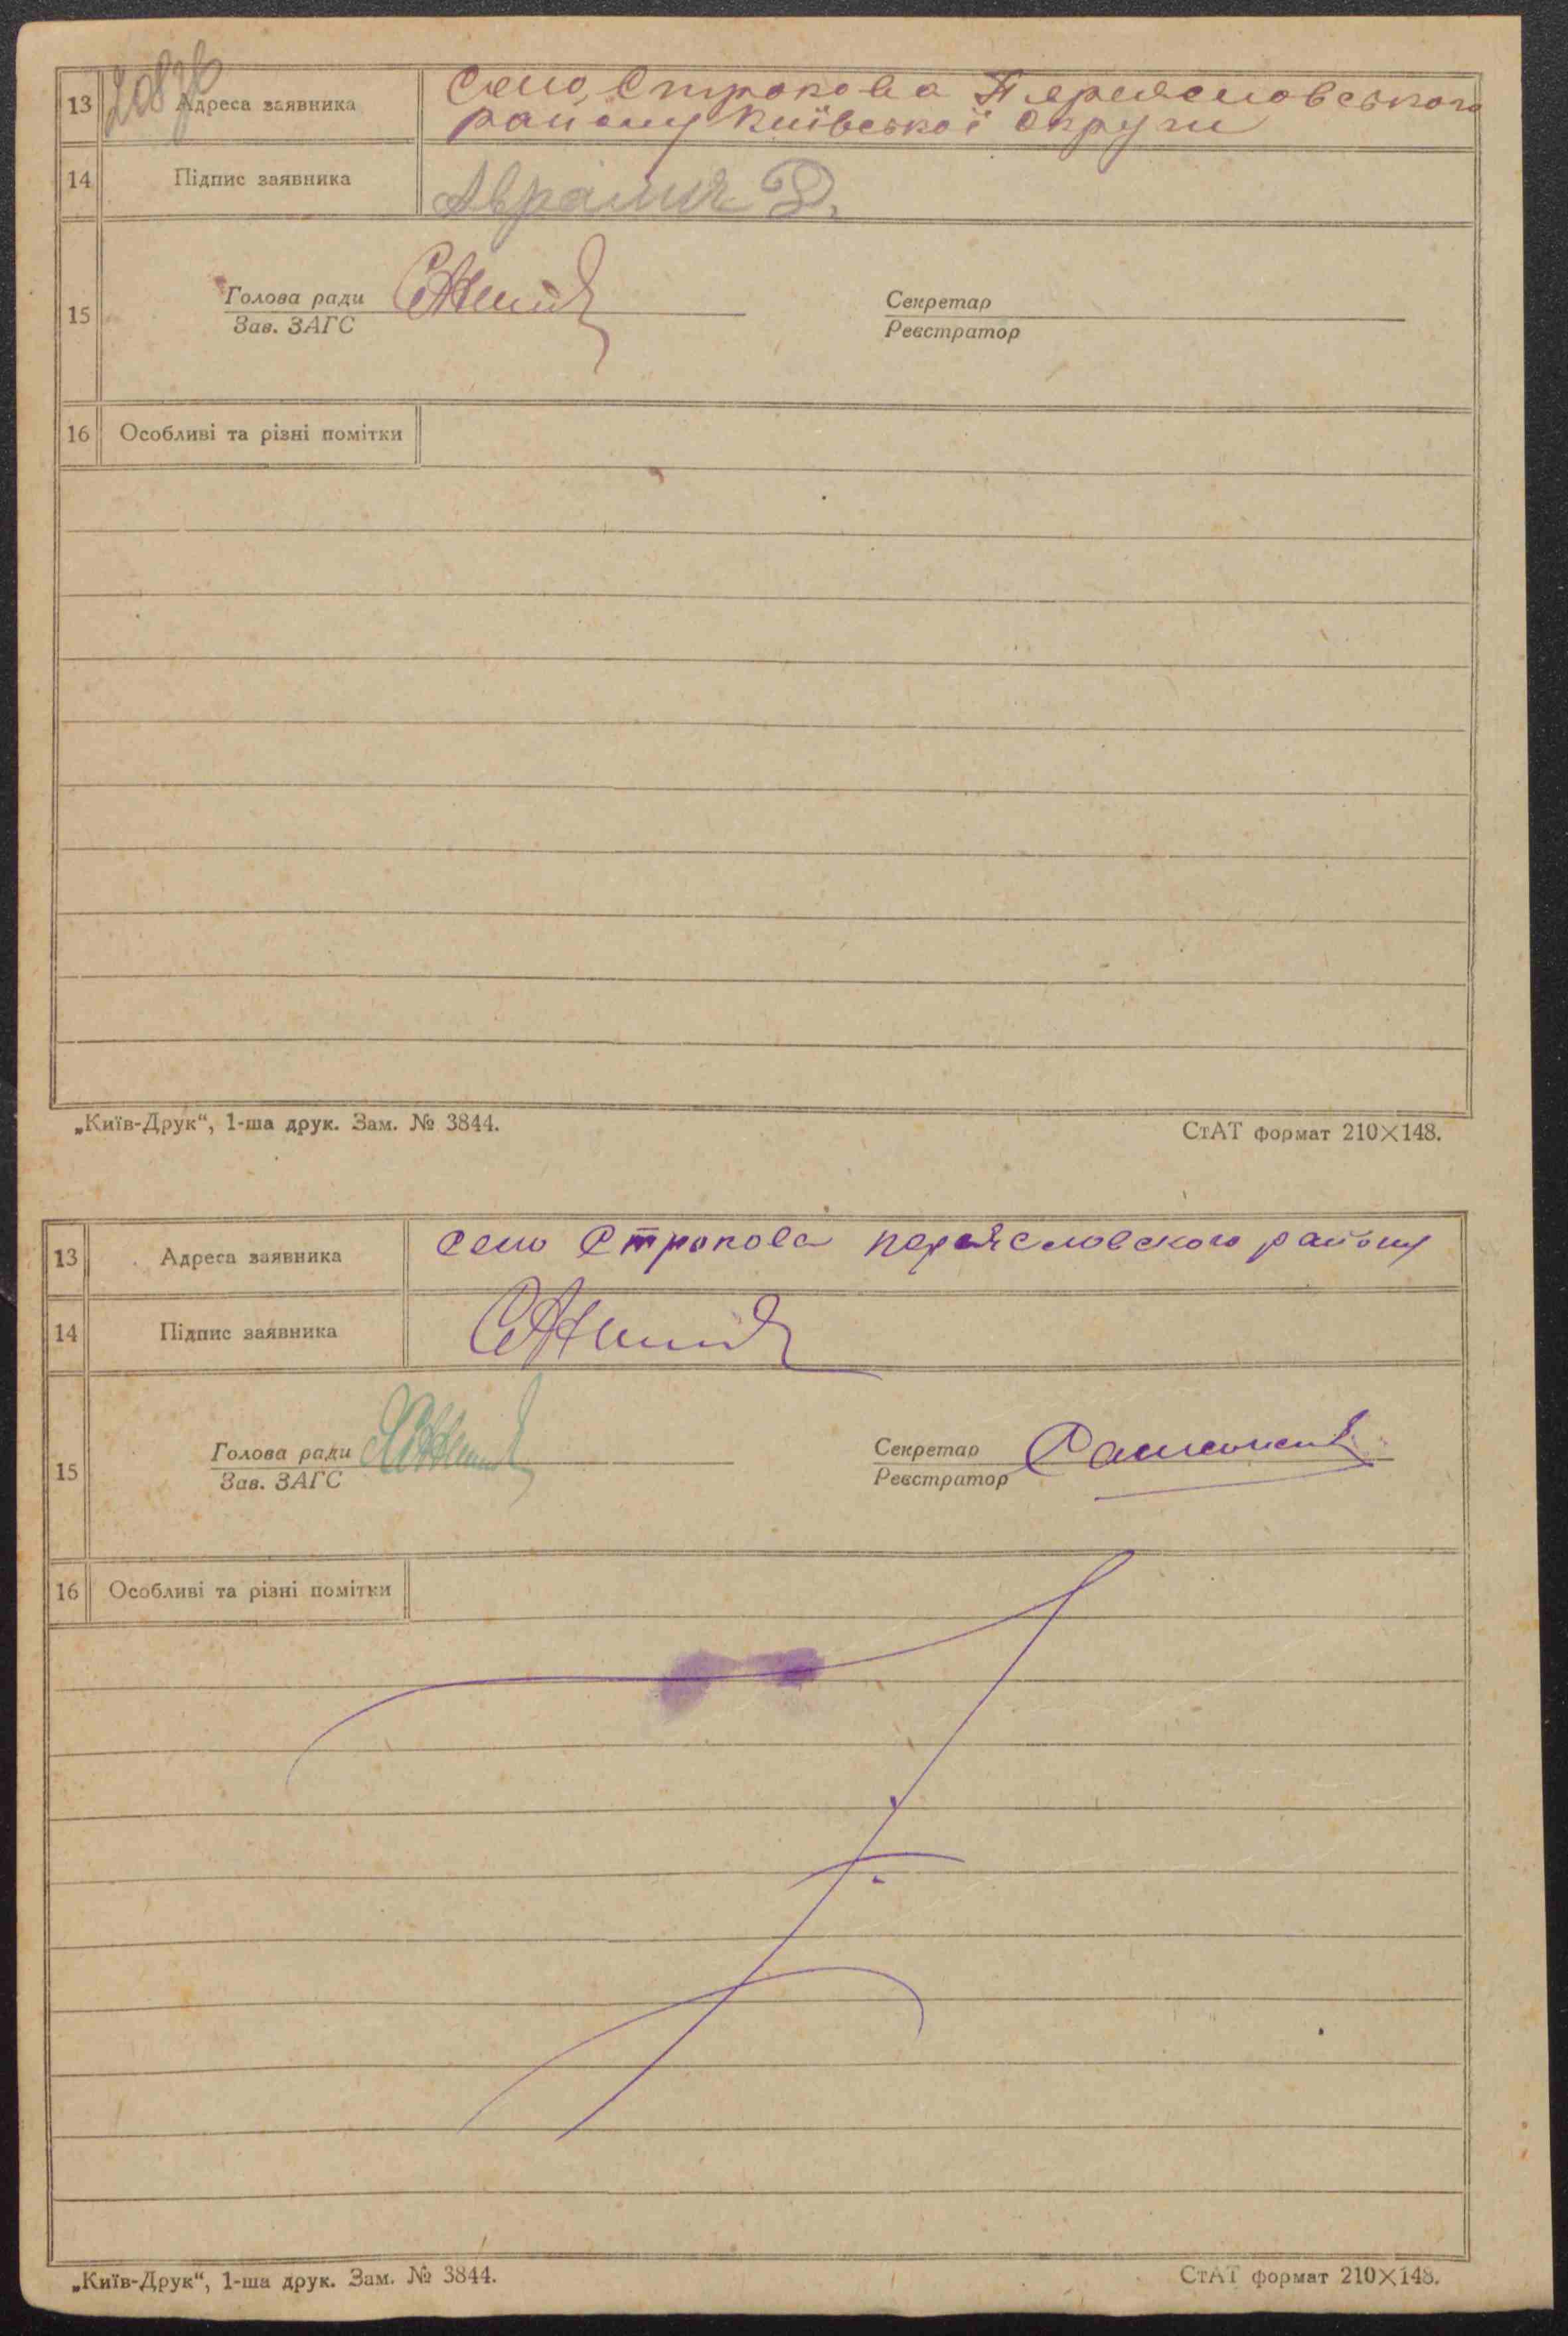 208
13 Адреса заявника Село Строкова Переясловського
району Київської округи
14 Підпис заявника Аврамич
15 Голова ради Секретар
Зав. ЗАГС Реєстратор
16 Особливі та різні помітки
„Київ-Друк“, 1-ша друк. Зам. № 3844. СтАТ формат 210×148.
13 Адреса заявника село Строкова переясловского району
14 Підпис заявника
15 Голова ради Секретар
Зав. ЗАГС Реєстратор
16 Особливі та різні помітки
„Київ-Друк“, 1-ша друк. Зам. № 3844. СтАТ формат 210×148.